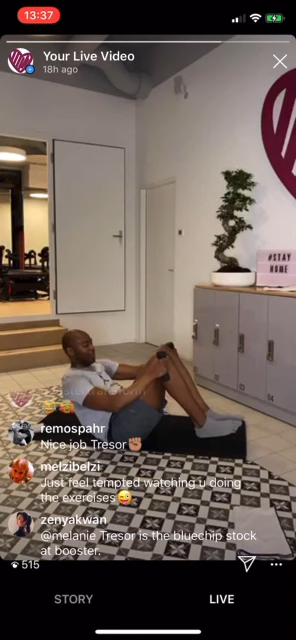 13:37
Your Live Video
18h ago
#STAY
HOME
remospahr
Nice job Tresor✊🏽
melzibelzi
Just feel tempted watching u doing
the exercises😜
zenyakwan
@melanie Tresor is the bluechip stock
at booster.
515
STORY
LIVE